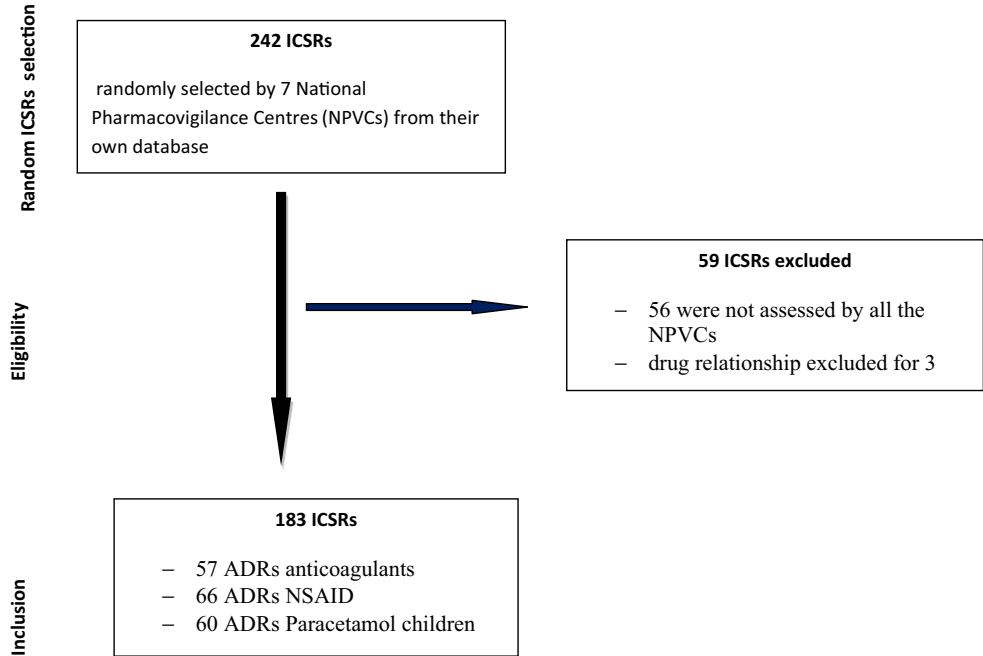 Random ICSRs selection
242 ICSRs
randomly selected by 7 National
Pharmacovigilance Centres (NPVCs) from their
own database
Eligibility
59 ICSRs excluded
– 56 were not assessed by all the
NPVCs
– drug relationship excluded for 3
Inclusion
183 ICSRs
– 57 ADRs anticoagulants
– 66 ADRs NSAID
– 60 ADRs Paracetamol children